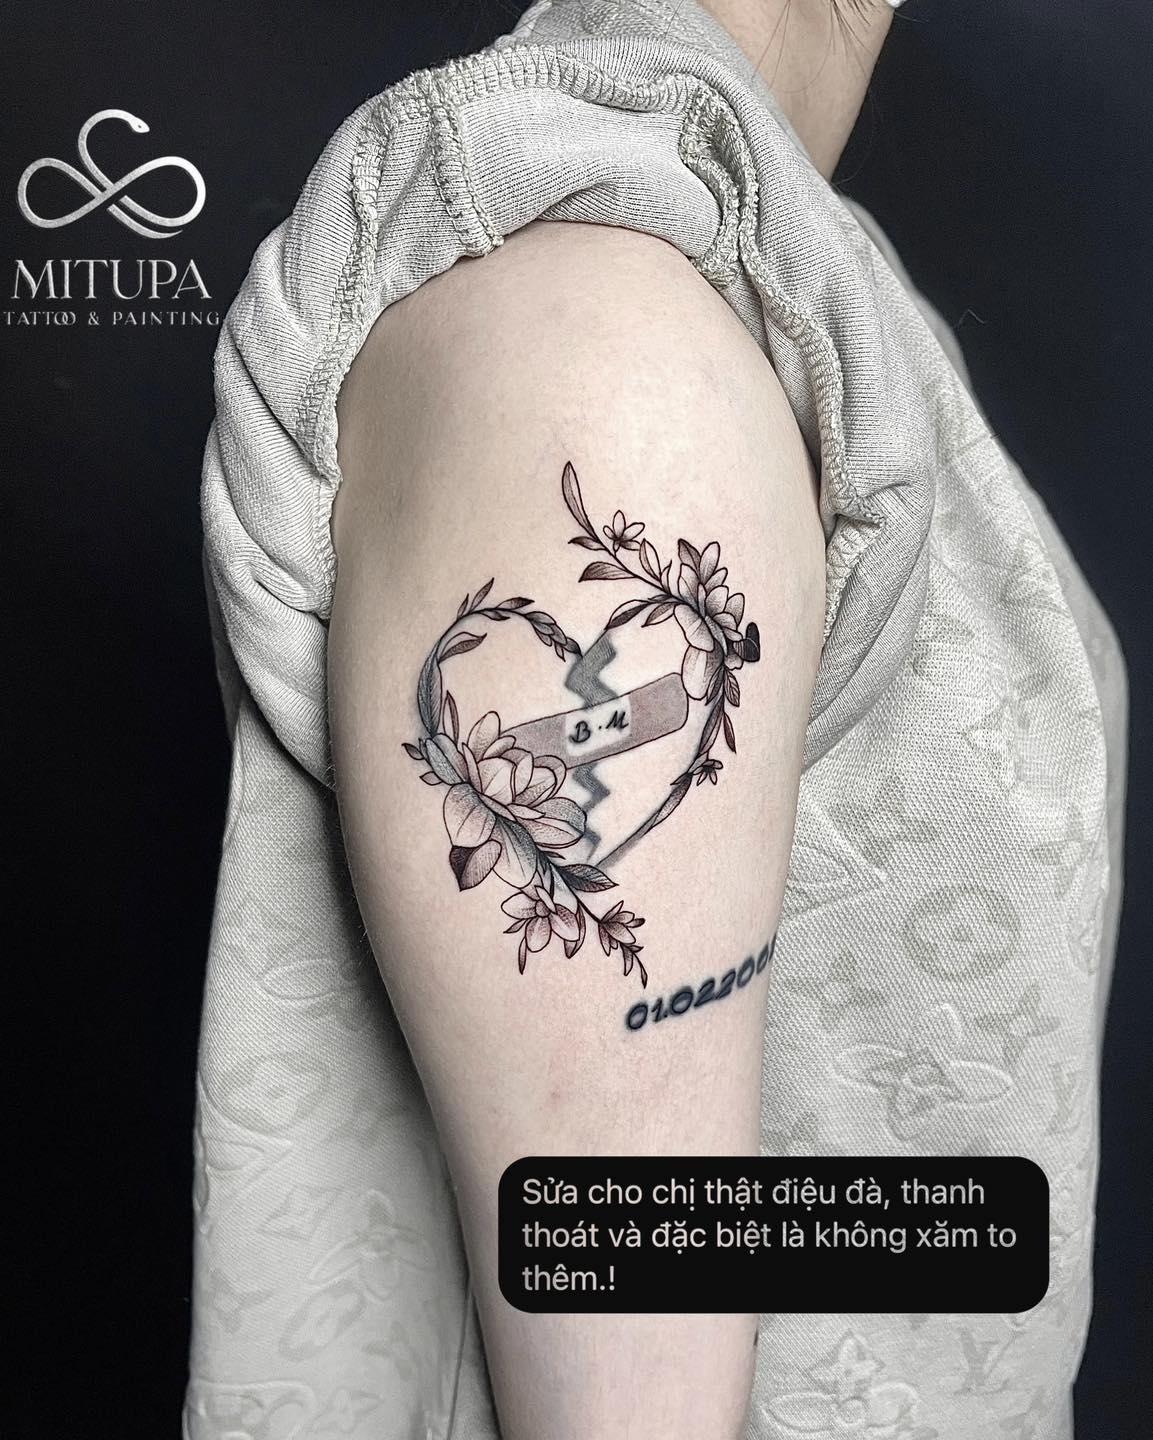 MITUPA
TATTOO & PAINTING
B.M
Sửa cho chị thật điệu đà, thanh
thoát và đặc biệt là không xăm to
thêm.!